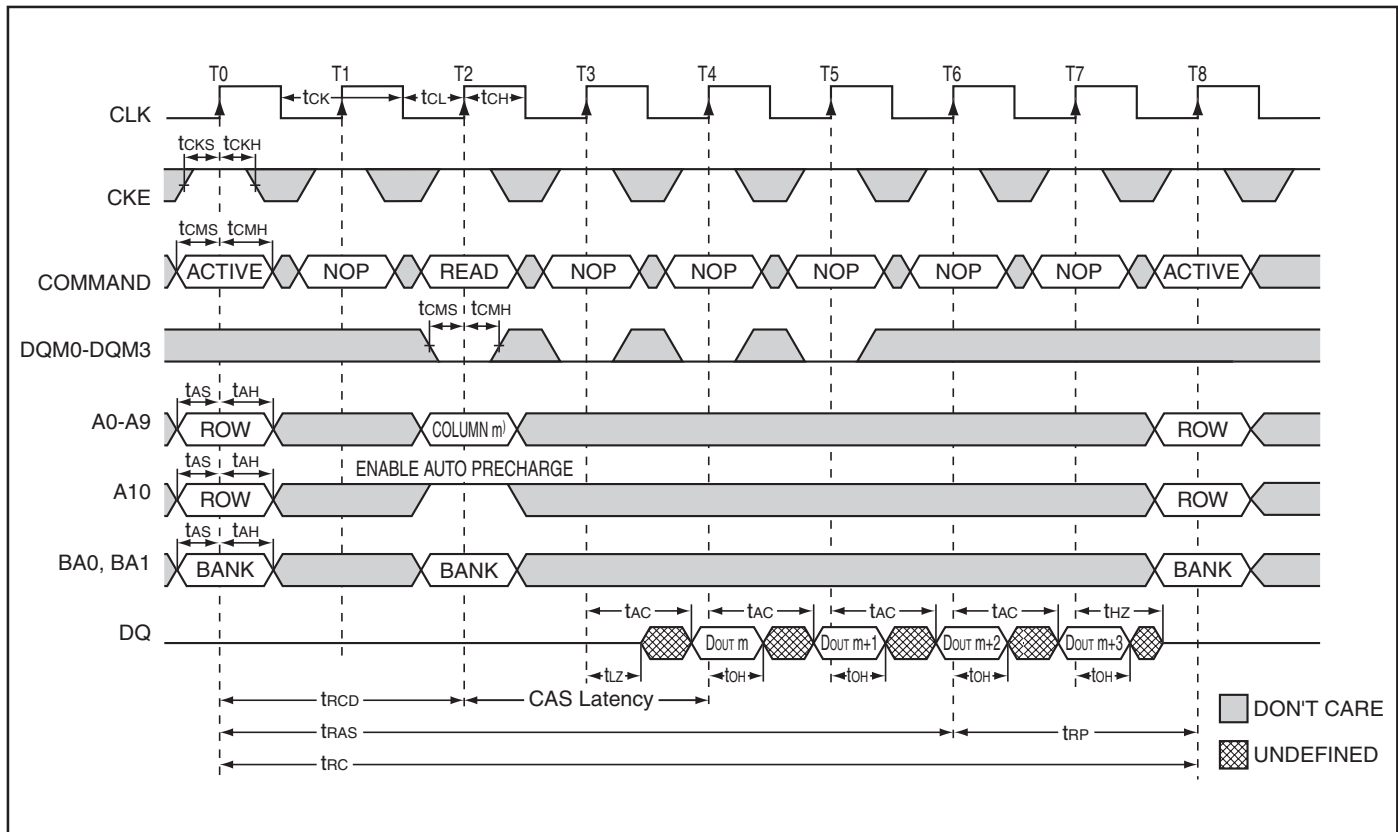 T0 T1 T2 T3 T4 T5 T6 T7 T8
CLK tCK tCL tCH
tCKS tCKH
CKE
tCMS tCMH
COMMAND ACTIVE NOP READ NOP NOP NOP NOP NOP ACTIVE
tCMS tCMH
DQM0-DQM3
tAS tAH
A0-A9 ROW COLUMN m) ROW
tAS tAH ENABLE AUTO PRECHARGE
A10 ROW ROW
tAS tAH
BA0, BA1 BANK BANK BANK
tAC tAC tAC tAC tHZ
DQ DOUT m DOUT m+1 DOUT m+2 DOUT m+3
tLZ tOH tOH tOH tOH
tRCD CAS Latency
DON'T CARE
tRAS tRP
UNDEFINED
tRC